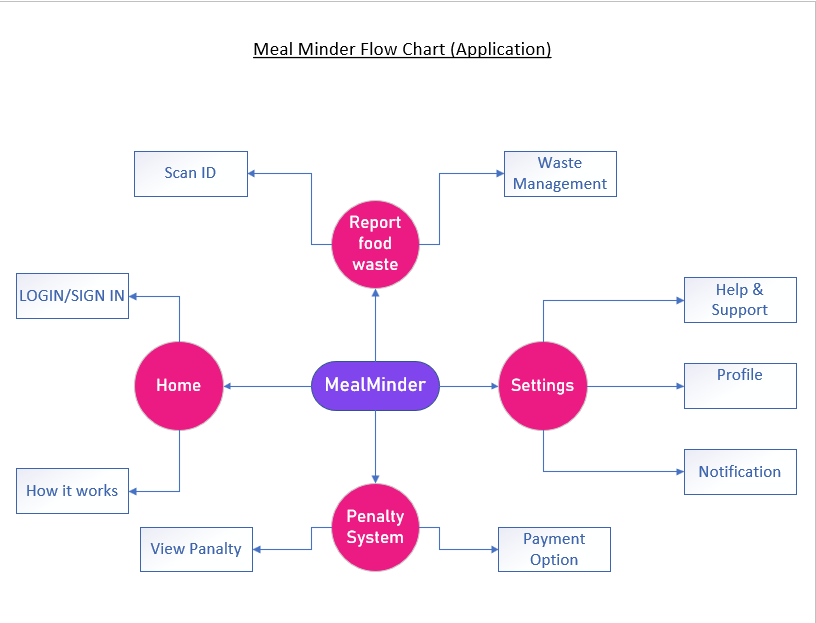 Meal Minder Flow Chart (Application)
Scan ID
Waste
Management
Report
food
waste
LOGIN/SIGN IN
Help &
Support
Home
MealMinder
Settings
Profile
How it works
Notification
Penalty
System
View Panalty
Payment
Option